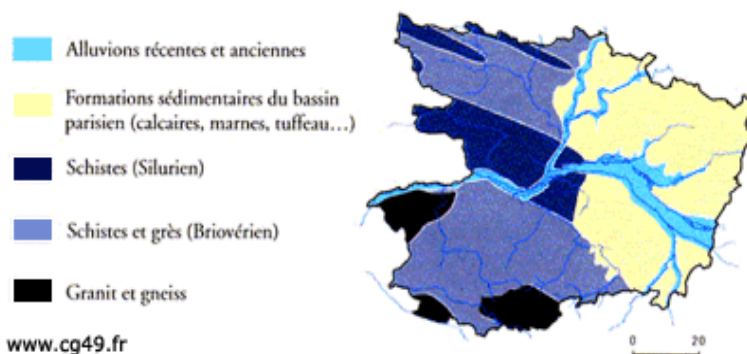 Alluvions récentes et anciennes
Formations sédimentaires du bassin
parisien (calcaires, marnes, tuffeau...)
Schistes (Silurien)
Schistes et grès (Briovérien)
Granit et gneiss
www.cg49.fr
0 20